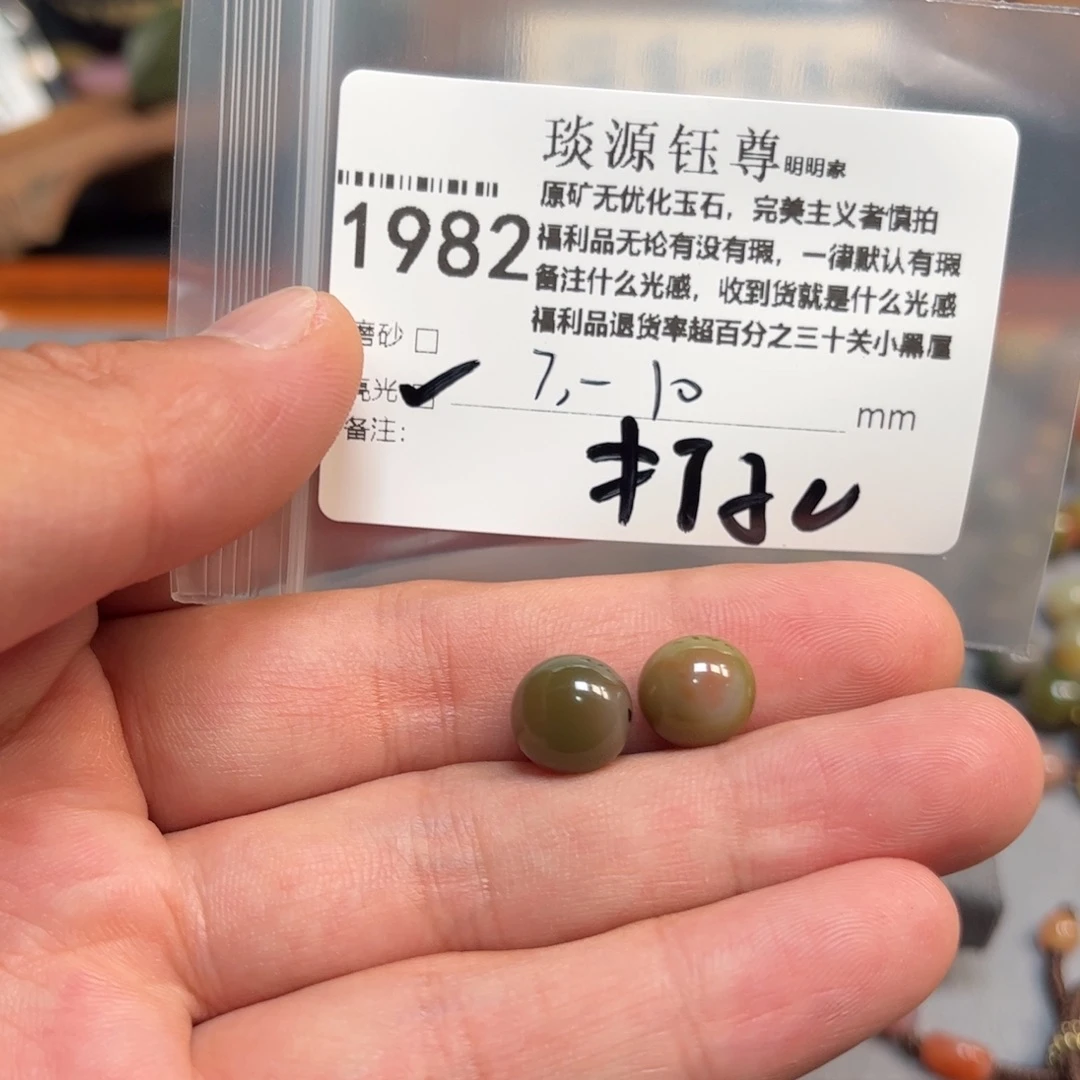 琰源钰尊明明家
原矿无优化玉石，完美主义者慎拍
1982
福利品无论有没有瑕，一律默认有瑕
备注什么光感，收到货就是什么光感
福利品退货率超百分之三十关小黑屋
磨砂 □
亮光 7,- 10 mm
备注: